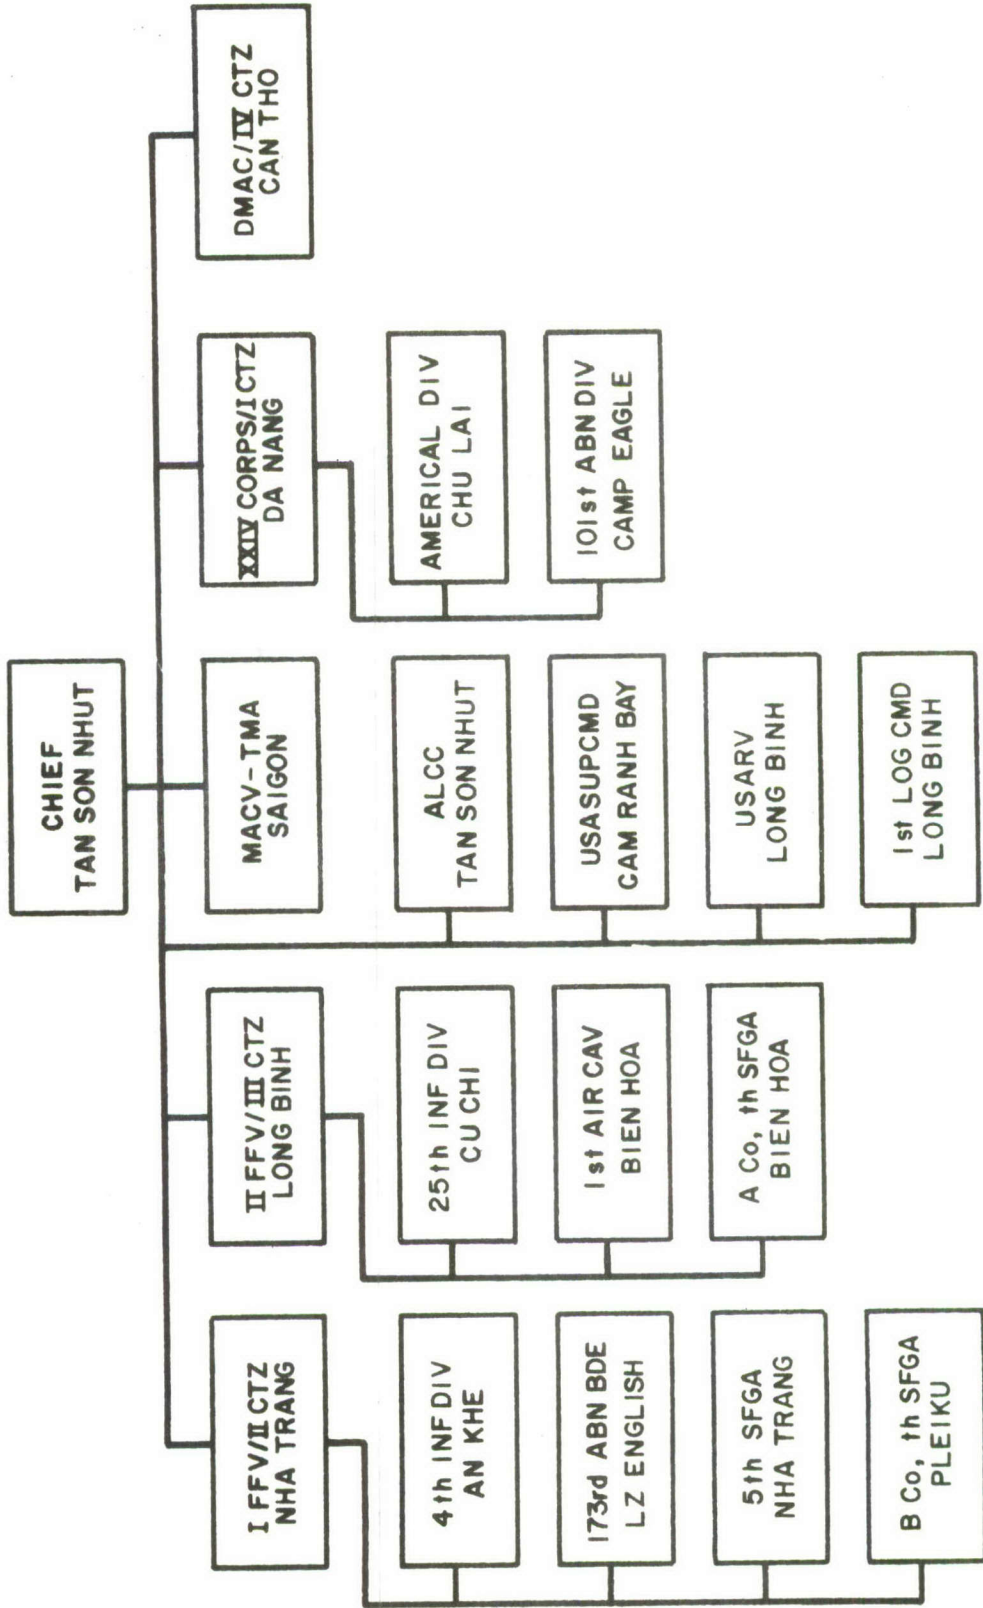 CHIEF
TAN SON NHUT
I FFV/II CTZ
NHA TRANG
II FFV/III CTZ
LONG BINH
MACV-TMA
SAIGON
XXIV CORPS/I CTZ
DA NANG
DMAC/IV CTZ
CAN THO
4th INF DIV
AN KHE
173rd ABN BDE
LZ ENGLISH
5th SFGA
NHA TRANG
B Co, th SFGA
PLEIKU
25th INF DIV
CU CHI
1st AIR CAV
BIEN HOA
A Co, th SFGA
BIEN HOA
ALCC
TAN SON NHUT
USASUPCMD
CAM RANH BAY
USARV
LONG BINH
1st LOG CMD
LONG BINH
AMERICAL DIV
CHU LAI
101st ABN DIV
CAMP EAGLE